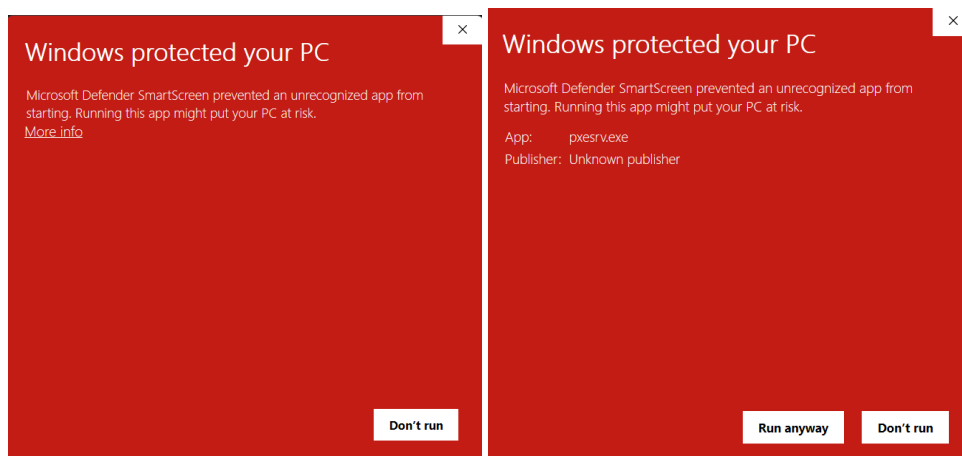 Windows protected your PC
Microsoft Defender SmartScreen prevented an unrecognized app from
starting. Running this app might put your PC at risk.
More info
Don't run
Windows protected your PC
Microsoft Defender SmartScreen prevented an unrecognized app from
starting. Running this app might put your PC at risk.
App: pxesrv.exe
Publisher: Unknown publisher
Run anyway Don't run